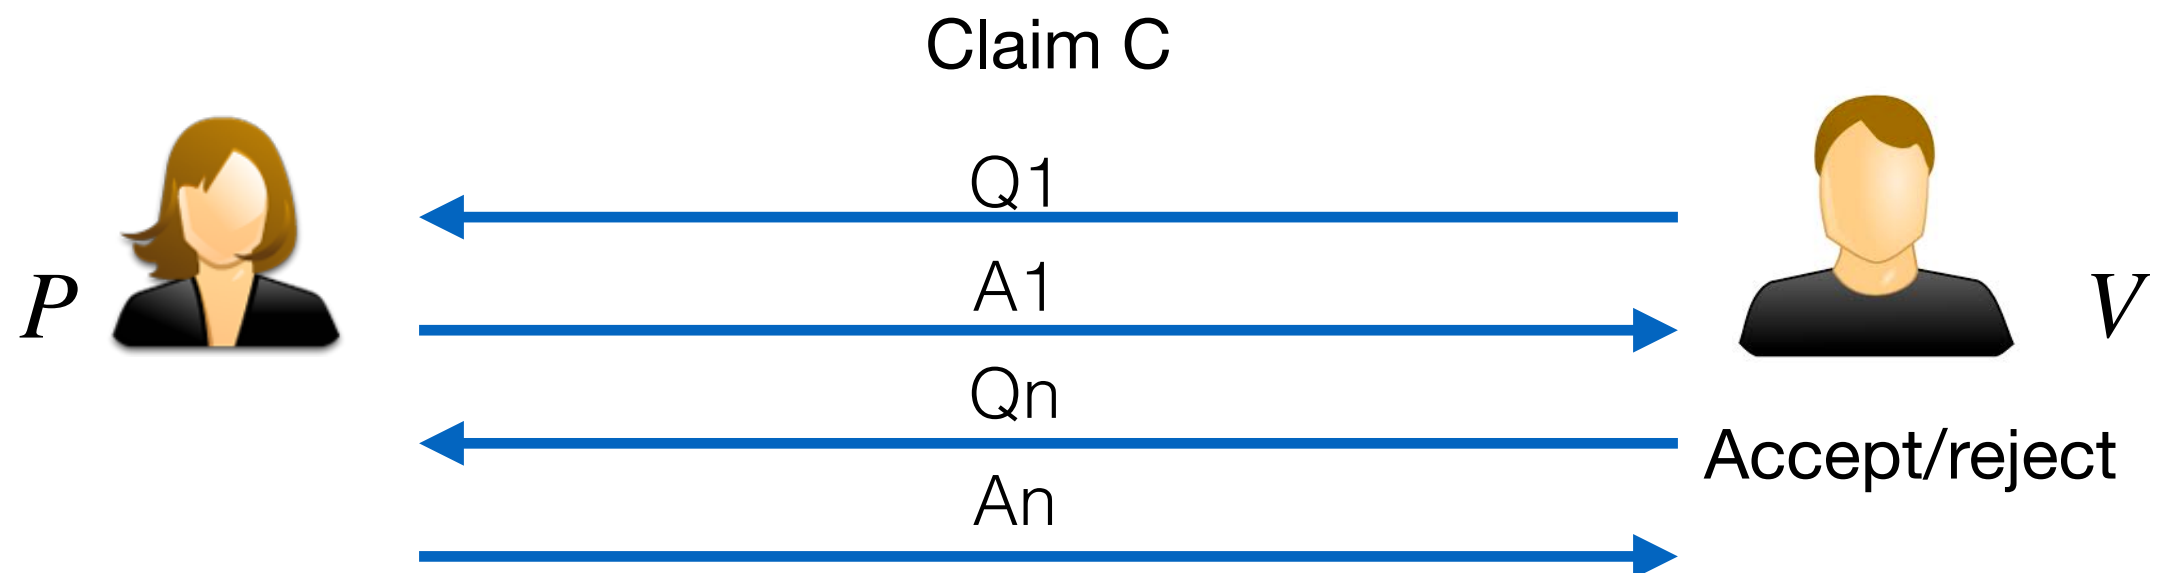 Claim C
Q1
A1
P
V
Qn
Accept/reject
An